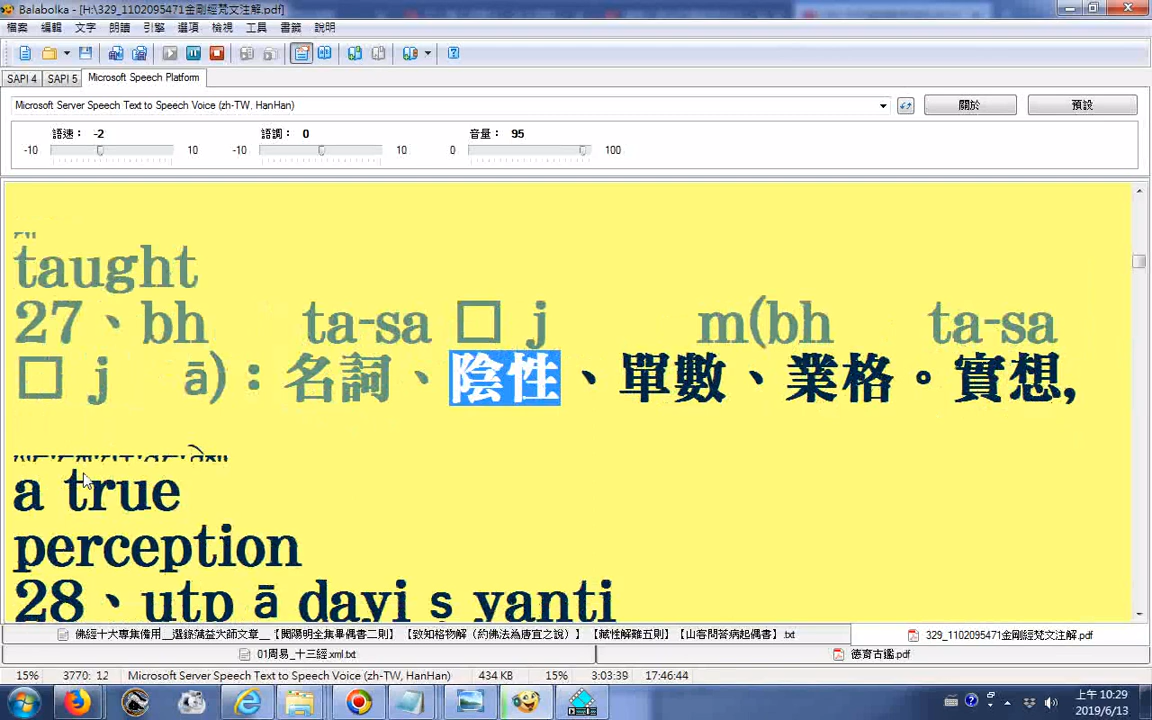 Balabolka - [H:\329_1102095471金剛經梵文注解.pdf]
檔案 編輯 文字 朗讀 引擎 選項 檢視 工具 書籤 說明
SAPI 4 SAPI 5 Microsoft Speech Platform
Microsoft Server Speech Text to Speech Voice (zh-TW, HanHan) 關於 預設
語速： -2 語調： 0 音量： 95
-10 10 -10 10 0 100
taught
27、bh ta-sa □ j m(bh ta-sa
□ j ā)：名詞、陰性、單數、業格。實想,
a true
perception
28、utp ā dayi s yanti
佛經十大專集備用__選錄蕅益大師文章__【閱陽明全集畢偶書二則】【致知格物解（約佛法為唐宜之說）】【藏性解難五則】【山客問答病起偶書】.txt 329_1102095471金剛經梵文注解.pdf
01周易_十三經.xml.txt 德育古鑑.pdf
15% 3770: 12 Microsoft Server Speech Text to Speech Voice (zh-TW, HanHan) 434 KB 15% 3:03:39 17:46:44
上午 10:29
2019/6/13